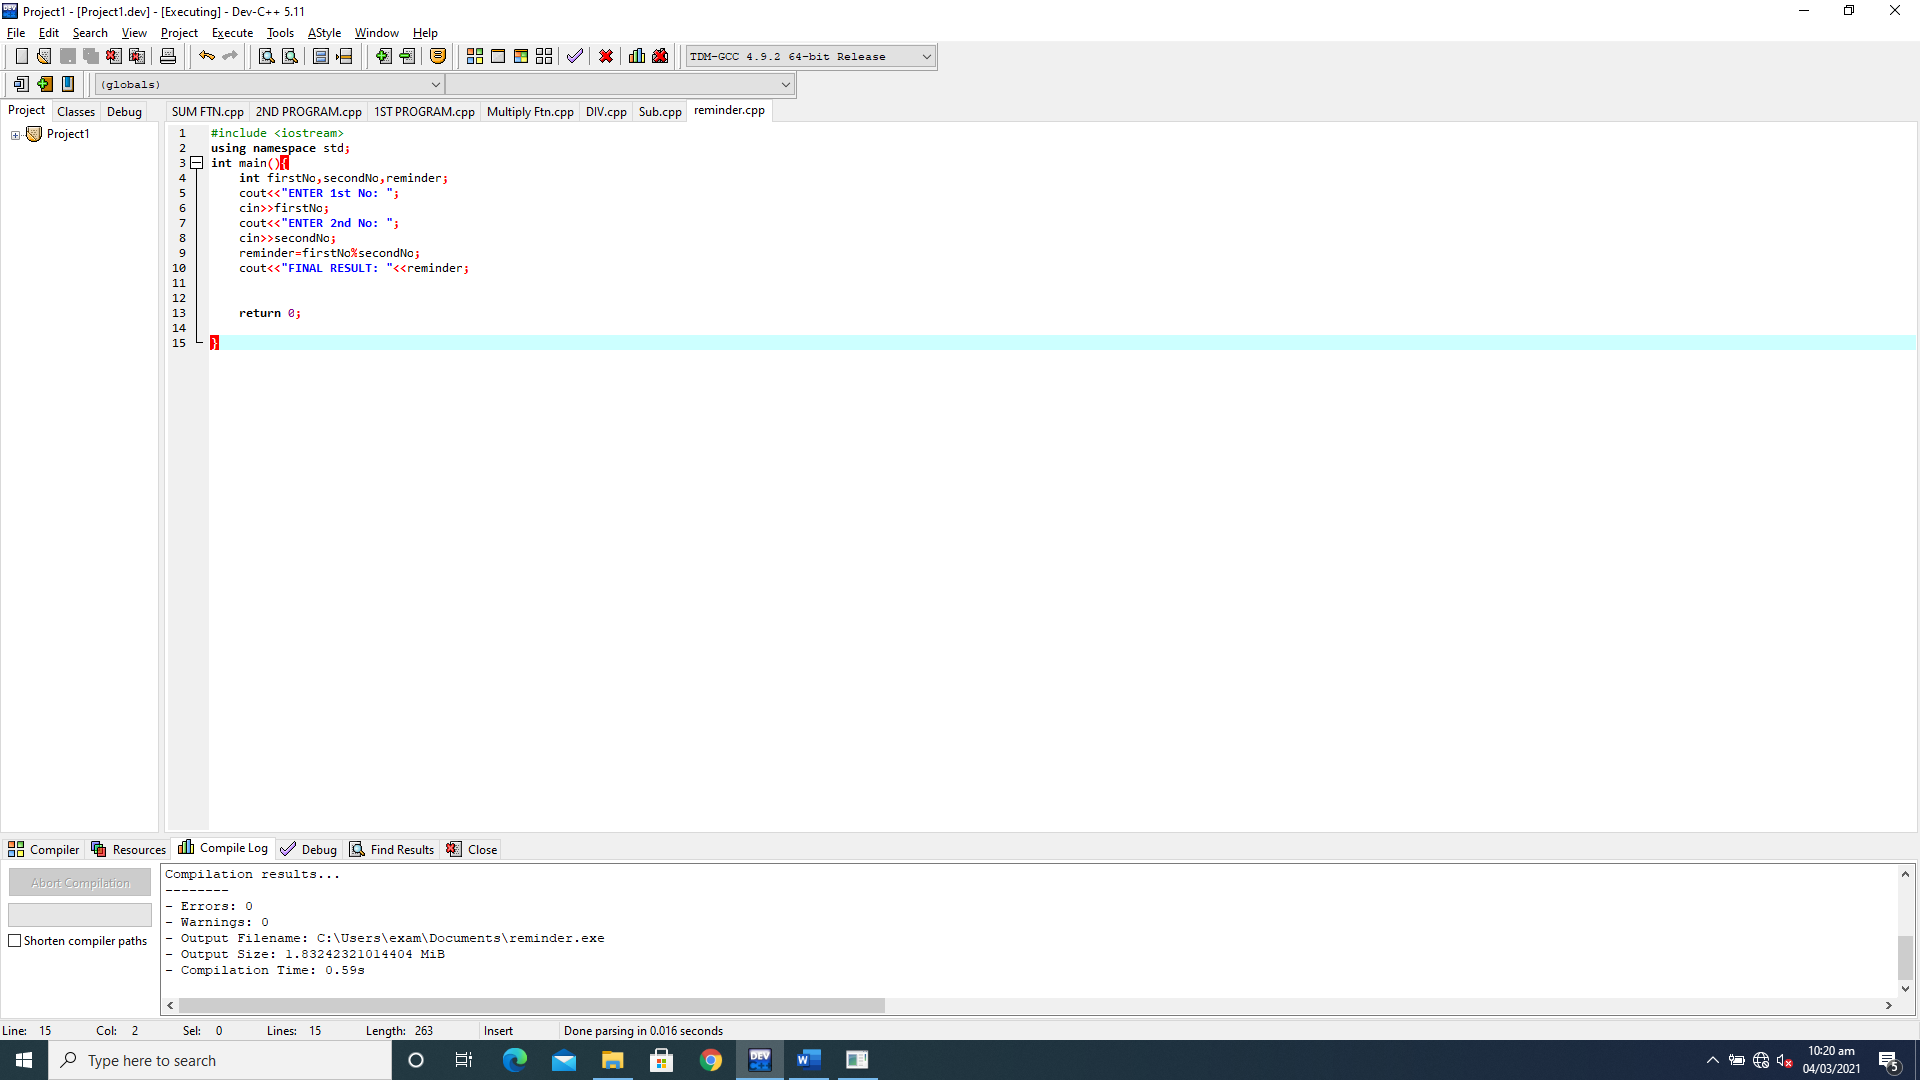 Project1 - [Project1.dev] - [Executing] - Dev-C++ 5.11
File Edit Search View Project Execute Tools AStyle Window Help
TDM-GCC 4.9.2 64-bit Release
(globals)
Project Classes Debug SUM FTN.cpp 2ND PROGRAM.cpp 1ST PROGRAM.cpp Multiply Ftn.cpp DIV.cpp Sub.cpp reminder.cpp
Project1
1 #include <iostream>
2 using namespace std;
3 int main(){
4 int firstNo,secondNo,reminder;
5 cout<<"ENTER 1st No: ";
6 cin>>firstNo;
7 cout<<"ENTER 2nd No: ";
8 cin>>secondNo;
9 reminder=firstNo%secondNo;
10 cout<<"FINAL RESULT: "<<reminder;
11
12
13 return 0;
14
15 }
Compiler Resources Compile Log Debug Find Results Close
Abort Compilation
Shorten compiler paths
Compilation results...
--------
- Errors: 0
- Warnings: 0
- Output Filename: C:\Users\exam\Documents\reminder.exe
- Output Size: 1.83242321014404 MiB
- Compilation Time: 0.59s
Line: 15 Col: 2 Sel: 0 Lines: 15 Length: 263 Insert Done parsing in 0.016 seconds
Type here to search
DEV
W
10:20 am
04/03/2021
5